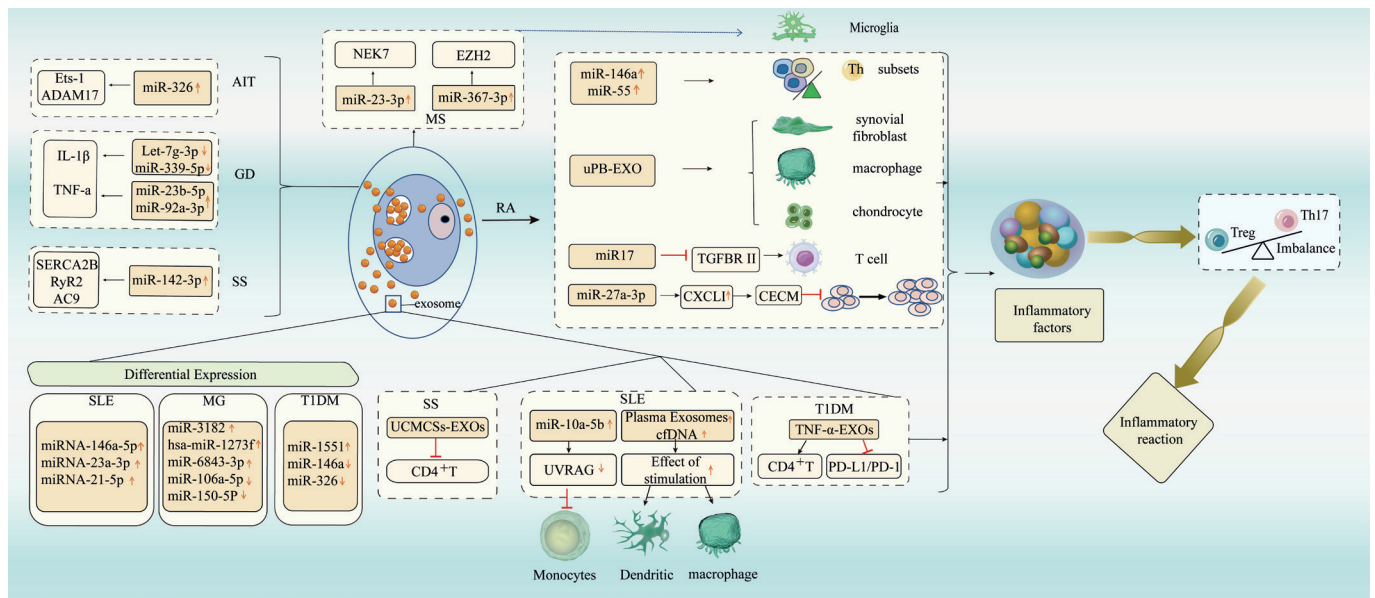 Ets-1
ADAM17
miR-326↑
AIT
IL-1β
TNF-a
Let-7g-3p↓
miR-339-5p↓
miR-23b-5p
miR-92a-3p↑
GD
SERCA2B
RyR2
AC9
miR-142-3p↑
SS
NEK7
EZH2
miR-23-3p↑
miR-367-3p↑
MS
Microglia
exosome
RA
miR-146a↑
miR-55↑
Th
subsets
uPB-EXO
synovial
fibroblast
macrophage
chondrocyte
miR17
TGFBR II
T cell
miR-27a-3p
CXCLI↑
CECM
Inflammatory
factors
Treg
Th17
Imbalance
Inflammatory
reaction
Differential Expression
SLE
miRNA-146a-5p↑
miRNA-23a-3p↑
miRNA-21-5p↑
MG
miR-3182↑
hsa-miR-1273f↑
miR-6843-3p↑
miR-106a-5p↓
miR-150-5P↓
T1DM
miR-1551↑
miR-146a↓
miR-326↓
SS
UCMCSs-EXOs
CD4+T
SLE
miR-10a-5b↑
UVRAG↓
Plasma Exosomes↑
cfDNA↑
Effect of
stimulation↑
Monocytes
Dendritic
macrophage
T1DM
TNF-α-EXOs
CD4+T
PD-L1/PD-1